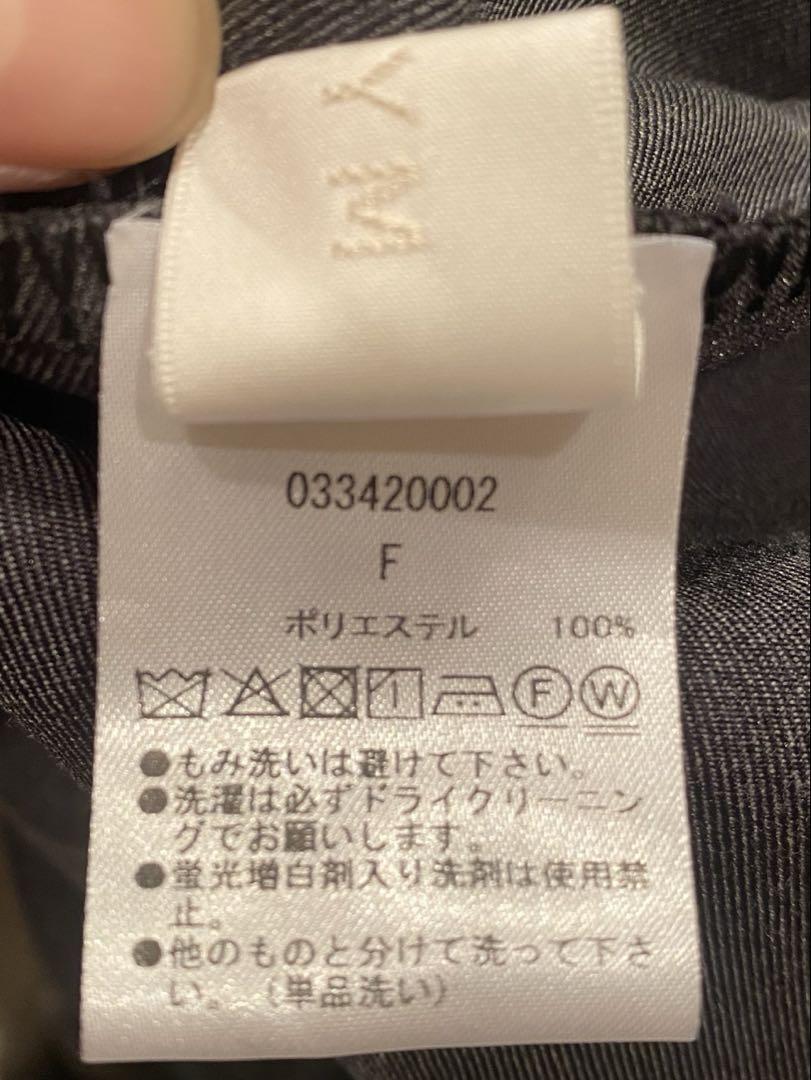 Y M
033420002
F
ポリエステル 100%
F W
●もみ洗いは避けて下さい。
●洗濯は必ずドライクリーニン
グでお願いします。
●蛍光増白剤入り洗剤は使用禁
止。
●他のものと分けて洗って下さ
い。(単品洗い)